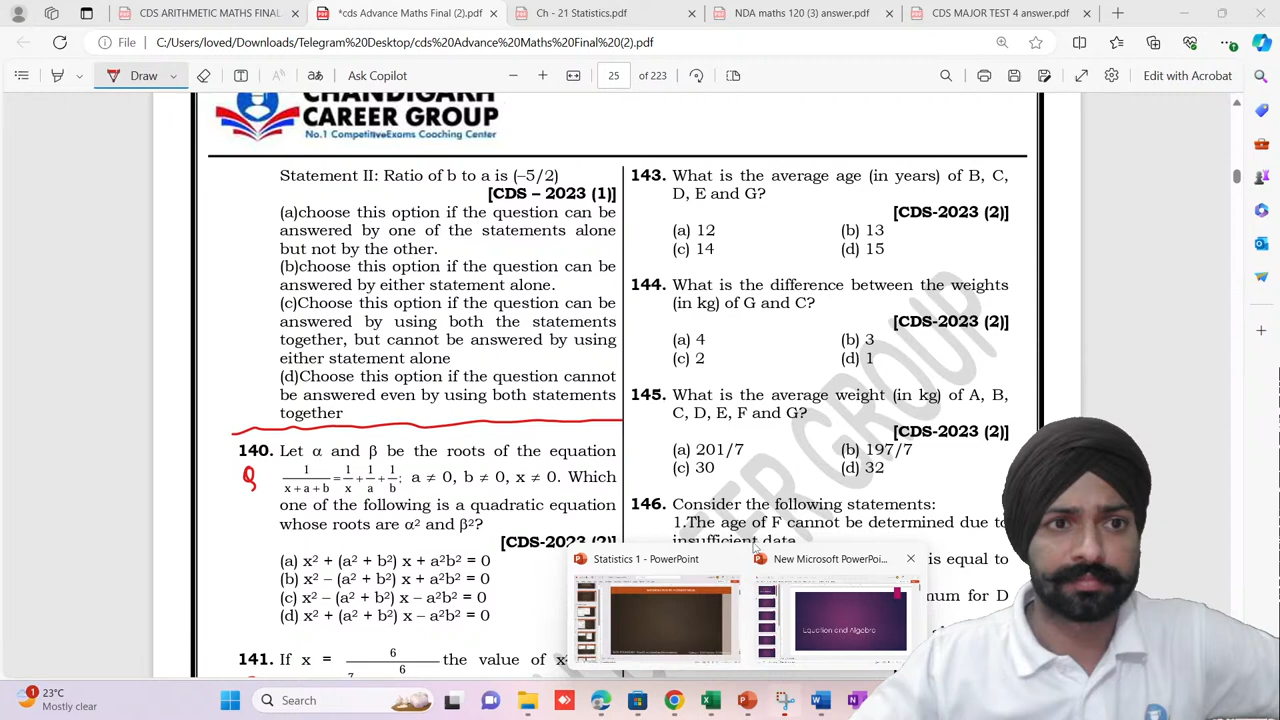 CDS ARITHMETIC MATHS FINAL
*cds Advance Maths Final (2).pdf
Ch - 21 Statistics.pdf
NDA maths 120 (3) answer.pdf
CDS MAJOR TEST 4 answer.pdf
File
C:/Users/loved/Downloads/Telegram%20Desktop/cds%20Advance%20Maths%20Final%20(2).pdf
Draw
Ask Copilot
25 of 223
Edit with Acrobat
CHANDIGARH
CAREER GROUP
No.1 CompetitiveExams Coaching Center
Statement II: Ratio of b to a is (–5/2)
[CDS – 2023 (1)]
(a)choose this option if the question can be
answered by one of the statements alone
but not by the other.
(b)choose this option if the question can be
answered by either statement alone.
(c)Choose this option if the question can be
answered by using both the statements
together, but cannot be answered by using
either statement alone
(d)Choose this option if the question cannot
be answered even by using both statements
together
140. Let α and β be the roots of the equation
1/(x+a+b) = 1/x + 1/a + 1/b; a ≠ 0, b ≠ 0, x ≠ 0. Which
one of the following is a quadratic equation
whose roots are α² and β²?
[CDS-2023 (2)]
(a) x² + (a² + b²) x + a²b² = 0
(b) x² – (a² + b²) x + a²b² = 0
(c) x² – (a² + b²) x – a²b² = 0
(d) x² + (a² + b²) x – a²b² = 0
141. If x = 6 the value of x
6
143. What is the average age (in years) of B, C,
D, E and G?
[CDS-2023 (2)]
(a) 12 (b) 13
(c) 14 (d) 15
144. What is the difference between the weights
(in kg) of G and C?
[CDS-2023 (2)]
(a) 4 (b) 3
(c) 2 (d) 1
145. What is the average weight (in kg) of A, B,
C, D, E, F and G?
[CDS-2023 (2)]
(a) 201/7 (b) 197/7
(c) 30 (d) 32
146. Consider the following statements:
1.The age of F cannot be determined due to
insufficient data.
is equal to
num for D
Statistics 1 - PowerPoint
New Microsoft PowerPoi...
Equation and Algebra
23°C
Mostly clear
Search